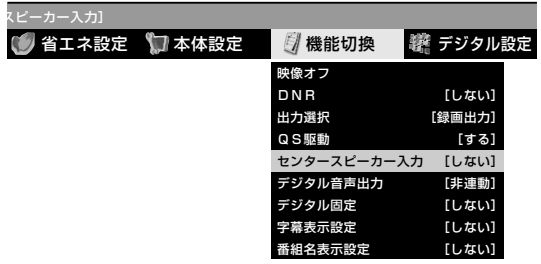 スピーカー入力]
省エネ設定 本体設定 機能切換 デジタル設定
映像オフ
ＤＮＲ [しない]
出力選択 [録画出力]
ＱＳ駆動 [する]
センタースピーカー入力 [しない]
デジタル音声出力 [非連動]
デジタル固定 [しない]
字幕表示設定 [しない]
番組名表示設定 [しない]